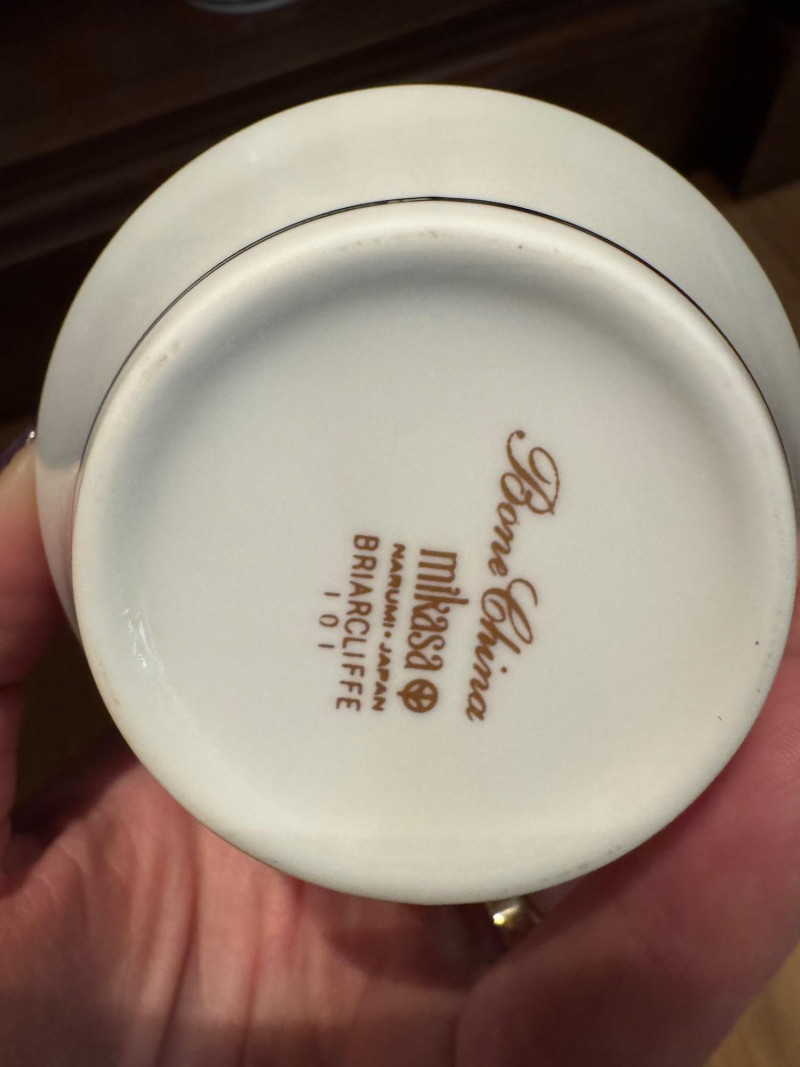 Bone China
mikasa
NARUMI • JAPAN
BRIARCLIFFE
101